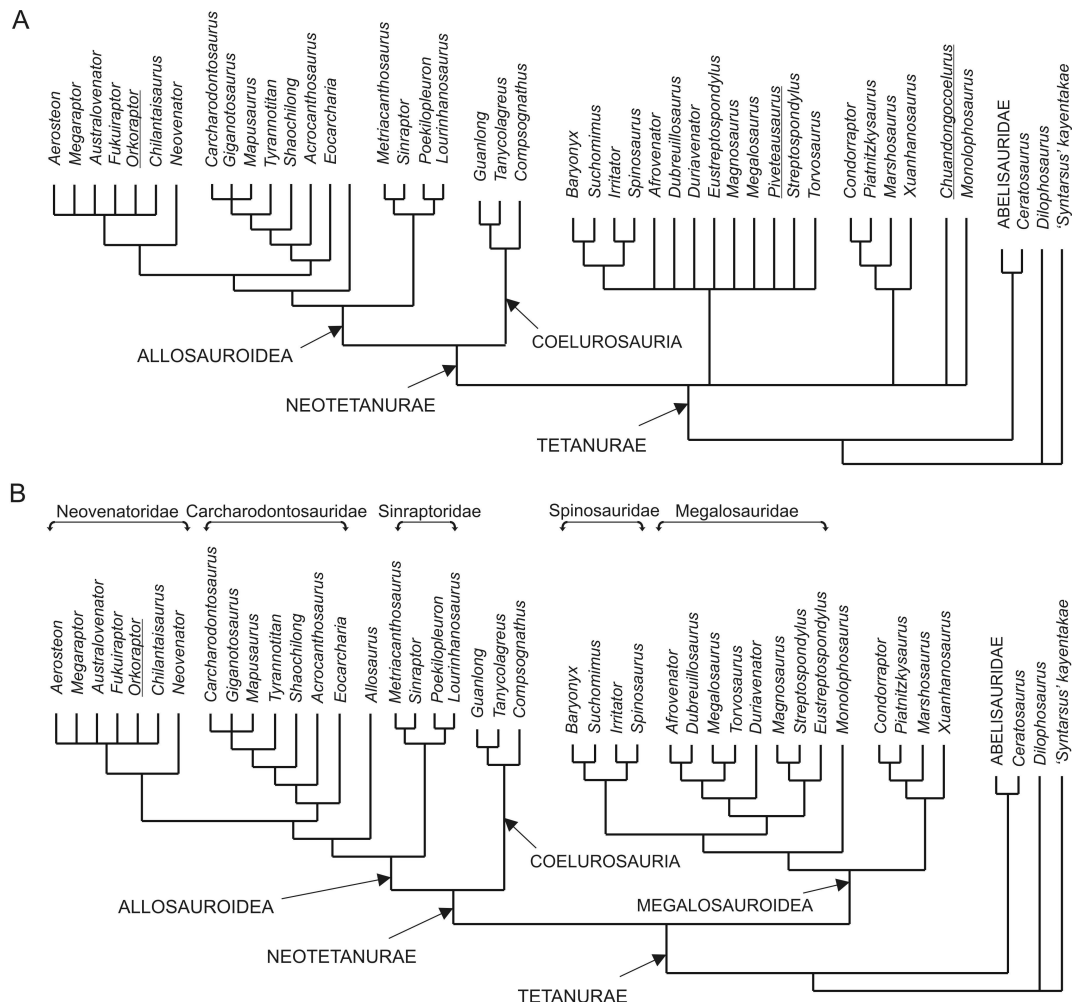 A
Aerosteon
Megaraptor
Australovenator
Fukuiraptor
Orkoraptor
Chilantaisaurus
Neovenator
Carcharodontosaurus
Giganotosaurus
Mapusaurus
Tyrannotitan
Shaochilong
Acrocanthosaurus
Eocarcharia
Metriacanthosaurus
Sinraptor
Poekilopleuron
Lourinhanosaurus
Guanlong
Tanycolagreus
Compsognathus
Baryonyx
Suchomimus
Irritator
Spinosaurus
Afrovenator
Dubreuillosaurus
Duriavenator
Eustreptospondylus
Magnosaurus
Megalosaurus
Piveteausaurus
Streptospondylus
Torvosaurus
Condorraptor
Piatnitzkysaurus
Marshosaurus
Xuanhanosaurus
Chuandongocoelurus
Monolophosaurus
ABELISAURIDAE
Ceratosaurus
Dilophosaurus
'Syntarsus' kayentakae
ALLOSAUROIDEA
COELUROSAURIA
NEOTETANURAE
TETANURAE
B
Neovenatoridae
Carcharodontosauridae
Sinraptoridae
Spinosauridae
Megalosauridae
Aerosteon
Megaraptor
Australovenator
Fukuiraptor
Orkoraptor
Chilantaisaurus
Neovenator
Carcharodontosaurus
Giganotosaurus
Mapusaurus
Tyrannotitan
Shaochilong
Acrocanthosaurus
Eocarcharia
Allosaurus
Metriacanthosaurus
Sinraptor
Poekilopleuron
Lourinhanosaurus
Guanlong
Tanycolagreus
Compsognathus
Baryonyx
Suchomimus
Irritator
Spinosaurus
Afrovenator
Dubreuillosaurus
Megalosaurus
Torvosaurus
Duriavenator
Magnosaurus
Streptospondylus
Eustreptospondylus
Monolophosaurus
Condorraptor
Piatnitzkysaurus
Marshosaurus
Xuanhanosaurus
ABELISAURIDAE
Ceratosaurus
Dilophosaurus
'Syntarsus' kayentakae
COELUROSAURIA
ALLOSAUROIDEA
MEGALOSAUROIDEA
NEOTETANURAE
TETANURAE